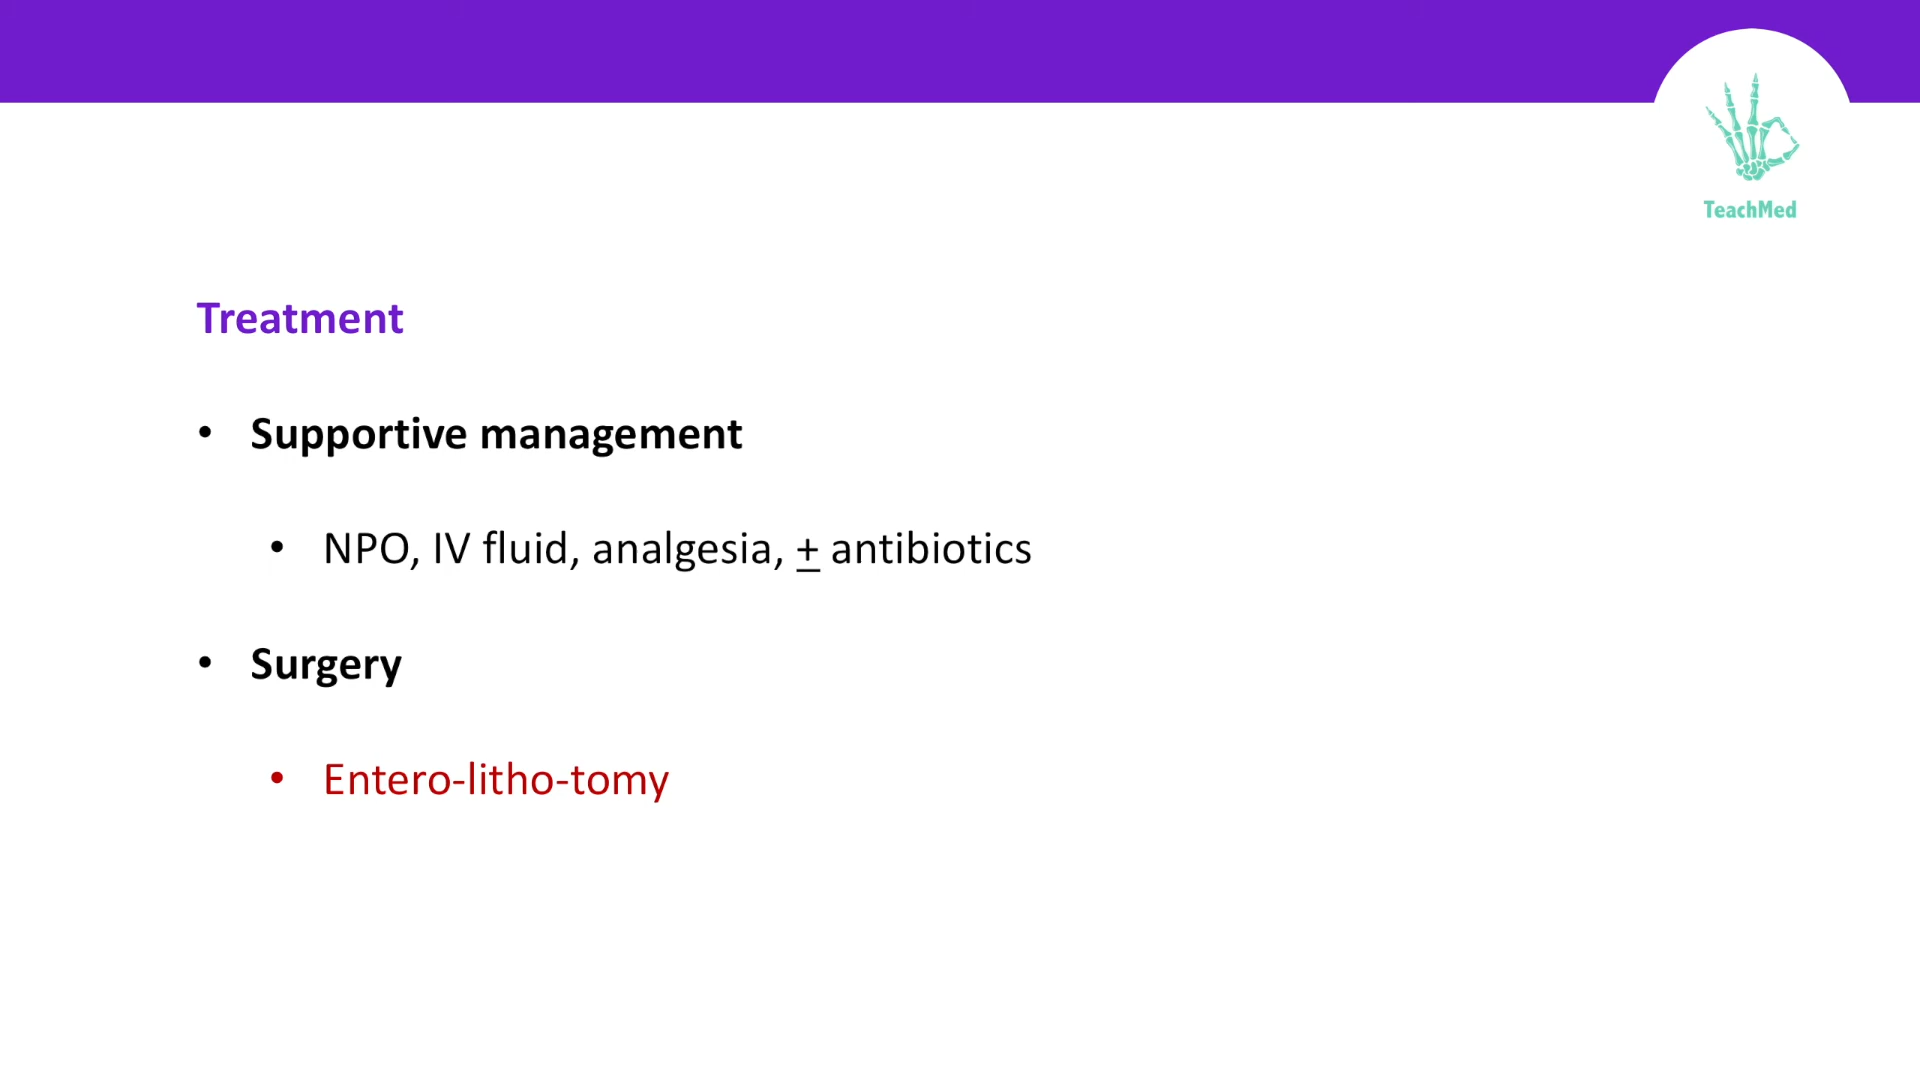 TeachMed
Treatment
• Supportive management
• NPO, IV fluid, analgesia, ± antibiotics
• Surgery
• Entero-litho-tomy